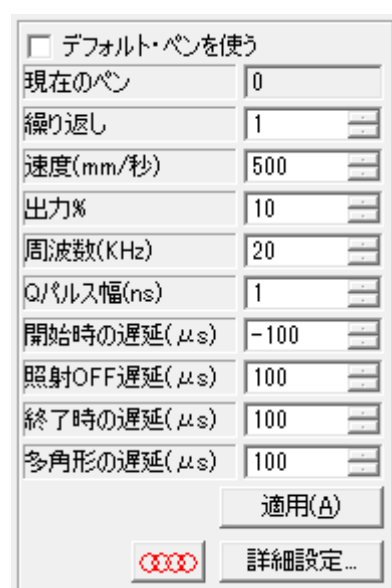 デフォルト・ペンを使う
現在のペン 0
繰り返し 1
速度(mm/秒) 500
出力% 10
周波数(KHz) 20
Qパルス幅(ns) 1
開始時の遅延(μs) -100
照射OFF遅延(μs) 100
終了時の遅延(μs) 100
多角形の遅延(μs) 100
適用(A)
詳細設定...